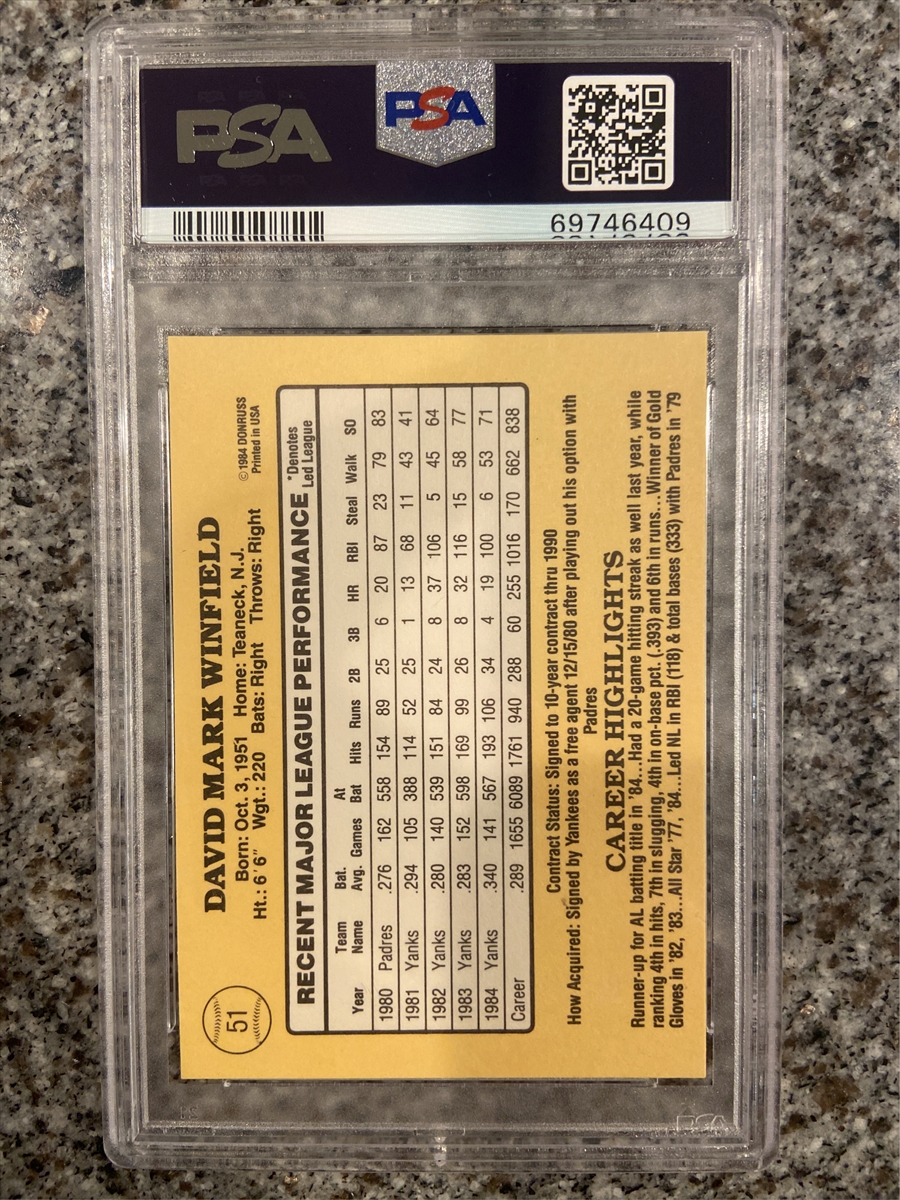 PSA
PSA
69746409
51
DAVID MARK WINFIELD
©1984 DONRUSS
Printed in USA
Born: Oct. 3, 1951 Home: Teaneck, N.J.
Ht.: 6'6" Wgt.: 220 Bats: Right Throws: Right
RECENT MAJOR LEAGUE PERFORMANCE *Denotes Led League
Year Team Name Bat. Avg. Games At Bat Hits Runs 2B 3B HR RBI Steal Walk SO
1980 Padres .276 162 558 154 89 25 6 20 87 23 79 83
1981 Yanks .294 105 388 114 52 25 1 13 68 11 43 41
1982 Yanks .280 140 539 151 84 24 8 37 106 5 45 64
1983 Yanks .283 152 598 169 99 26 8 32 116 15 58 77
1984 Yanks .340 141 567 193 106 34 4 19 100 6 53 71
Career .289 1655 6089 1761 940 288 60 255 1016 170 662 838
Contract Status: Signed to 10-year contract thru 1990
How Acquired: Signed by Yankees as a free agent 12/15/80 after playing out his option with
Padres
CAREER HIGHLIGHTS
Runner-up for AL batting title in '84...Had a 20-game hitting streak as well last year, while
ranking 4th in hits, 7th in slugging, 4th in on-base pct. (.393) and 6th in runs...Winner of Gold
Gloves in '82, '83...All Star '77, '84...Led NL in RBI (118) & total bases (333) with Padres in '79
PSA